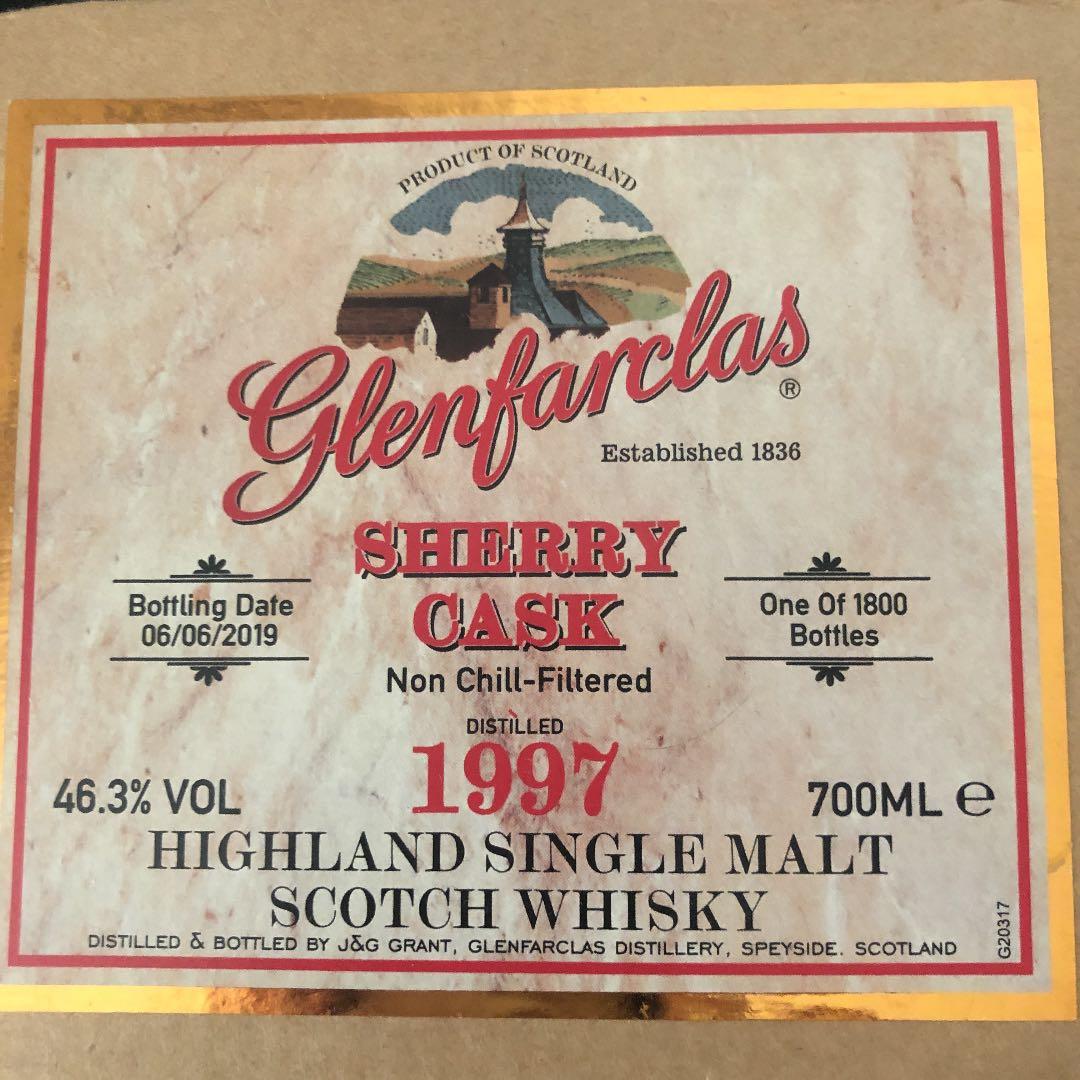 PRODUCT OF SCOTLAND
Glenfarclas
®
Established 1836
SHERRY
CASK
Bottling Date
06/06/2019
One Of 1800
Bottles
Non Chill-Filtered
DISTILLED
1997
46.3% VOL
700ML ℮
HIGHLAND SINGLE MALT
SCOTCH WHISKY
DISTILLED & BOTTLED BY J&G GRANT, GLENFARCLAS DISTILLERY, SPEYSIDE. SCOTLAND
G20317